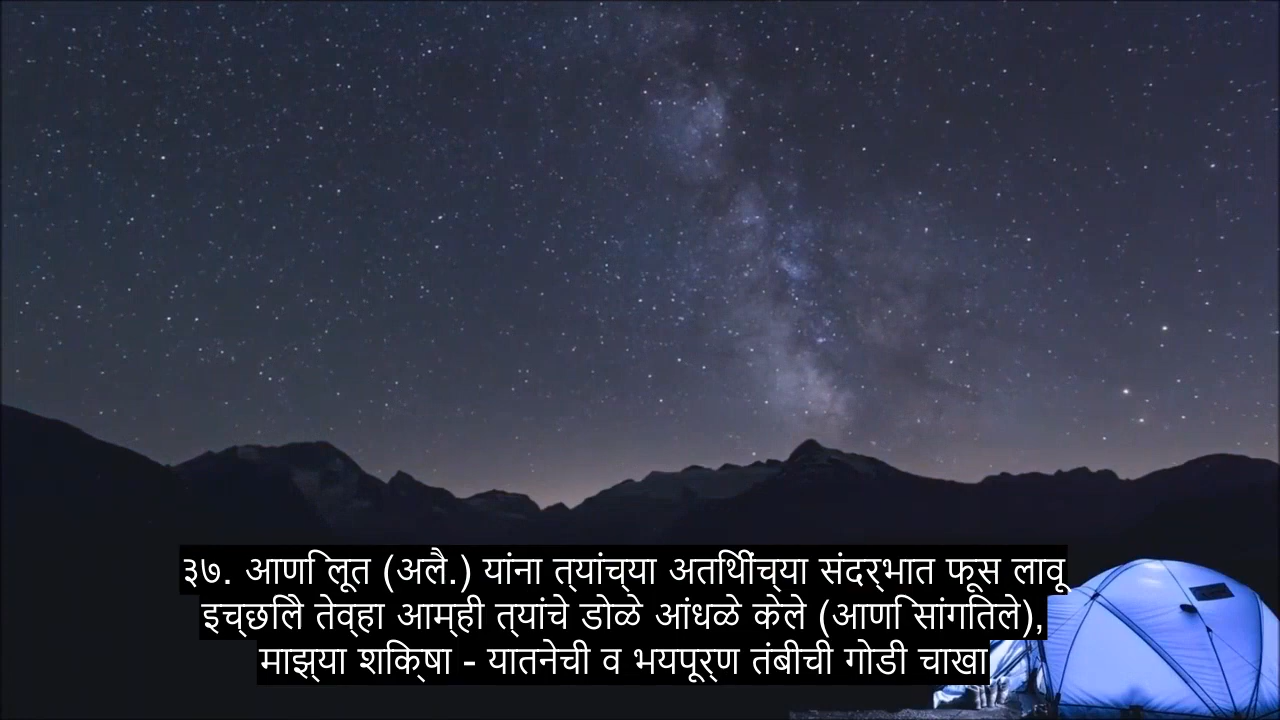 ३७. आणि लूत (अलै.) यांना त्यांच्या अतिथींच्या संदर्भात फूस लावू
इच्छिले तेव्हा आम्ही त्यांचे डोळे आंधळे केले (आणि सांगितले),
माझ्या शिक्षा - यातनेची व भयपूर्ण तंबीची गोडी चाखा